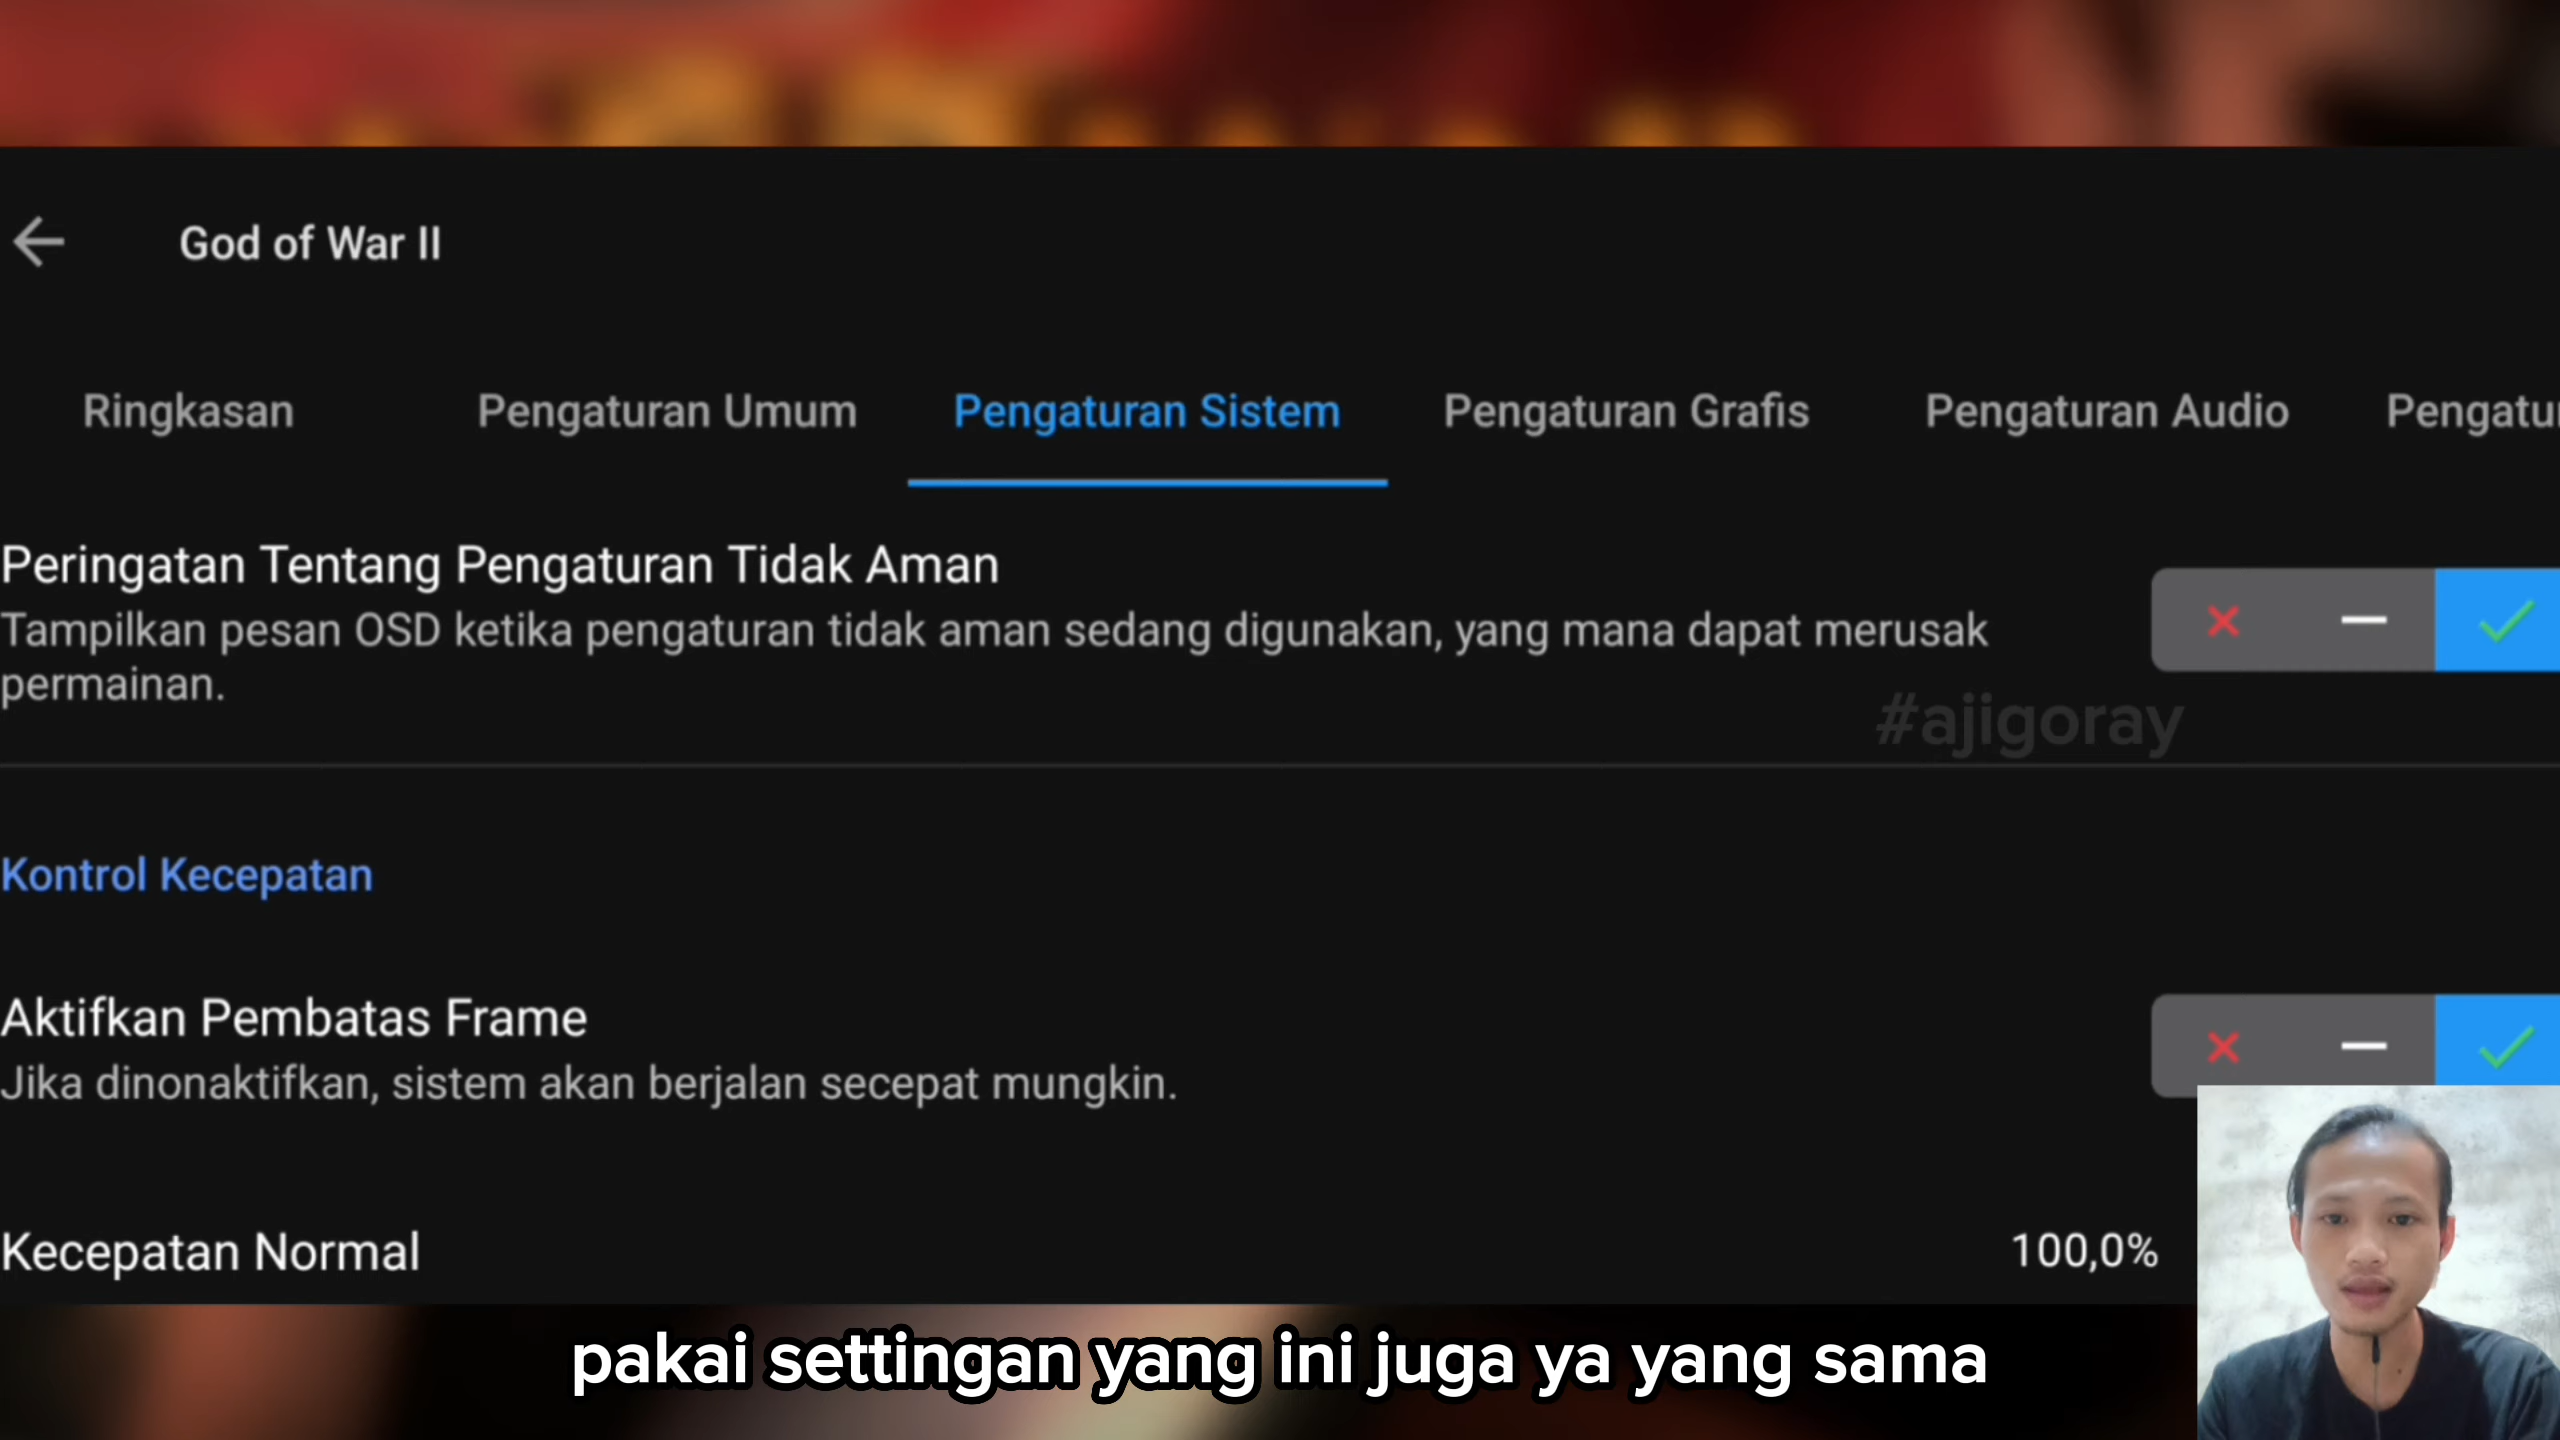 God of War II
Ringkasan
Pengaturan Umum
Pengaturan Sistem
Pengaturan Grafis
Pengaturan Audio
Peringatan Tentang Pengaturan Tidak Aman
Tampilkan pesan OSD ketika pengaturan tidak aman sedang digunakan, yang mana dapat merusak
permainan.
#ajigoray
Kontrol Kecepatan
Aktifkan Pembatas Frame
Jika dinonaktifkan, sistem akan berjalan secepat mungkin.
Kecepatan Normal
100,0%
pakai settingan yang ini juga ya yang sama